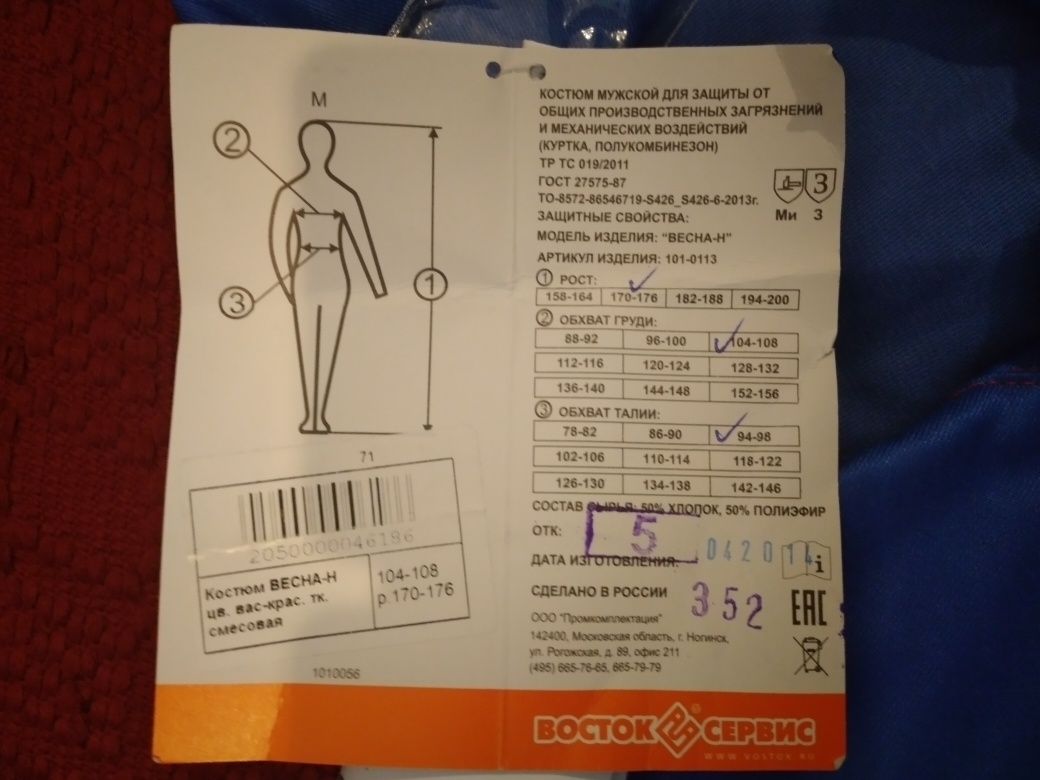 М
2
3
1
71
2050000046186
Костюм ВЕСНА-Н
цв. вас-крас. тк.
смесовая
104-108
р.170-176
1010056
КОСТЮМ МУЖСКОЙ ДЛЯ ЗАЩИТЫ ОТ
ОБЩИХ ПРОИЗВОДСТВЕННЫХ ЗАГРЯЗНЕНИЙ
И МЕХАНИЧЕСКИХ ВОЗДЕЙСТВИЙ
(КУРТКА, ПОЛУКОМБИНЕЗОН)
ТР ТС 019/2011
ГОСТ 27575-87
ТО-8572-86546719-S426_S426-6-2013г.
ЗАЩИТНЫЕ СВОЙСТВА:
3
Ми З
МОДЕЛЬ ИЗДЕЛИЯ: "ВЕСНА-Н"
АРТИКУЛ ИЗДЕЛИЯ: 101-0113
1 РОСТ:
158-164 170-176 182-188 194-200
2 ОБХВАТ ГРУДИ:
88-92 96-100 104-108
112-116 120-124 128-132
136-140 144-148 152-156
3 ОБХВАТ ТАЛИИ:
78-82 86-90 94-98
102-106 110-114 118-122
126-130 134-138 142-146
СОСТАВ СЫРЬЯ: 50% ХЛОПОК, 50% ПОЛИЭФИР
ОТК: 5
ДАТА ИЗГОТОВЛЕНИЯ: 042014
i
СДЕЛАНО В РОССИИ 352
EAC
ООО "Промкомплектация"
142400, Московская область, г. Ногинск,
ул. Рогожская, д. 89, офис 211
(495) 665-76-65, 665-79-79
ВОСТОК СЕРВИС
WWW.VOSTOK.RU